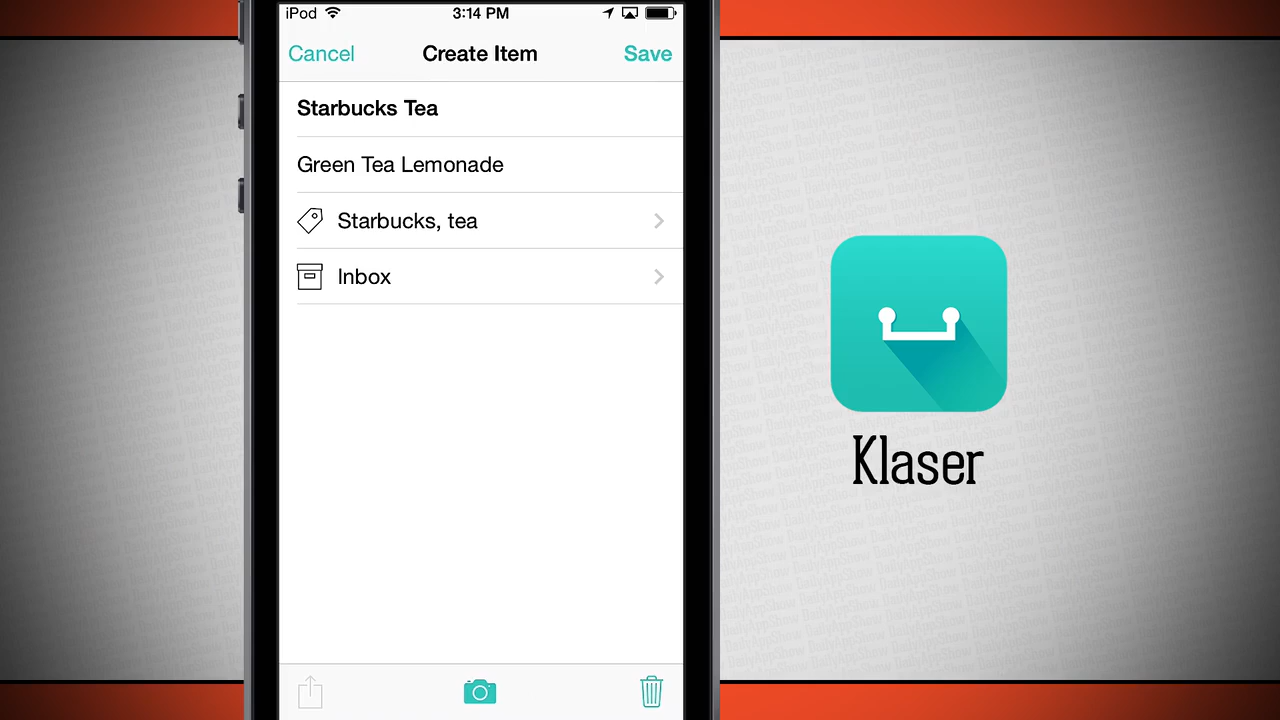 iPod 3:14 PM
Cancel Create Item Save
Starbucks Tea
Green Tea Lemonade
Starbucks, tea
Inbox
Klaser